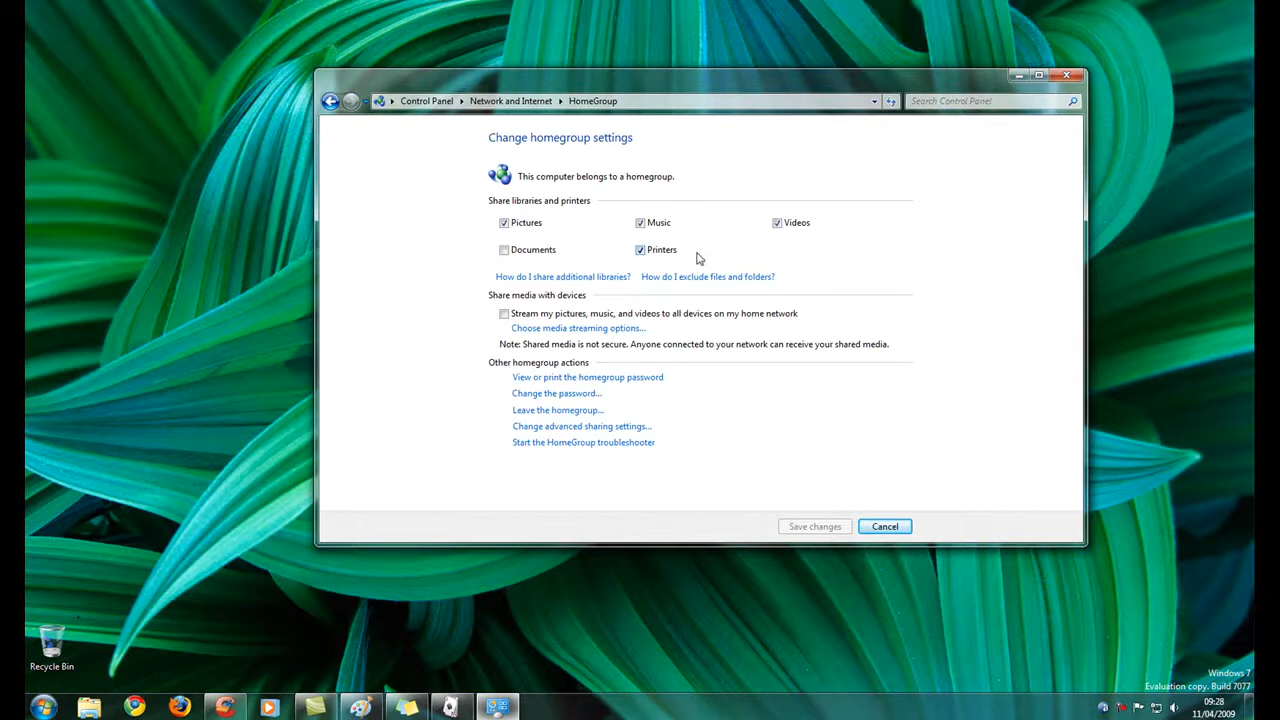 Control Panel
Network and Internet
HomeGroup
Search Control Panel
Change homegroup settings
This computer belongs to a homegroup.
Share libraries and printers
Pictures
Music
Videos
Documents
Printers
How do I share additional libraries?
How do I exclude files and folders?
Share media with devices
Stream my pictures, music, and videos to all devices on my home network
Choose media streaming options...
Note: Shared media is not secure. Anyone connected to your network can receive your shared media.
Other homegroup actions
View or print the homegroup password
Change the password...
Leave the homegroup...
Change advanced sharing settings...
Start the HomeGroup troubleshooter
Save changes
Cancel
Recycle Bin
Windows 7
Evaluation copy. Build 7077
09:28
11/04/2009